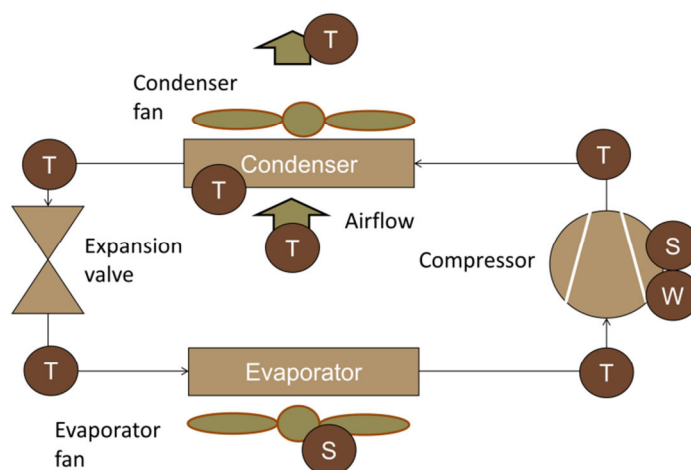 T
Condenser
fan
T
Condenser
T
T
Airflow
T
Expansion
valve
Compressor
S
W
T
Evaporator
T
Evaporator
fan
S